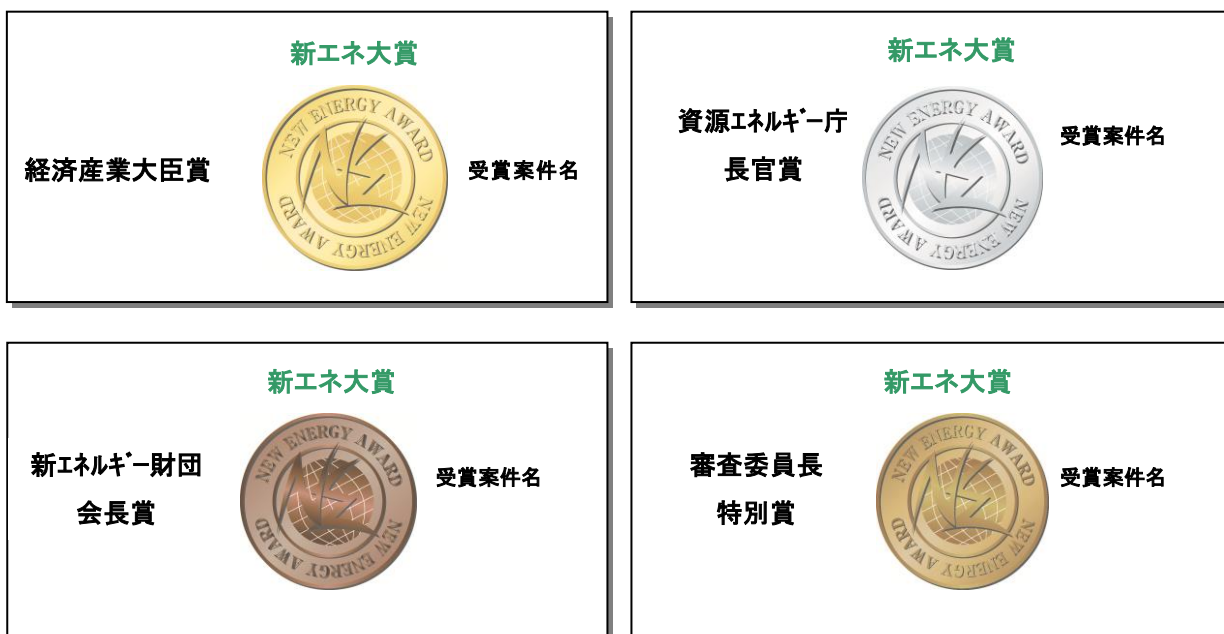 新エネ大賞
経済産業大臣賞
NEW ENERGY AWARD
NEW ENERGY AWARD
受賞案件名
新エネ大賞
資源エネルギー庁
長官賞
NEW ENERGY AWARD
NEW ENERGY AWARD
受賞案件名
新エネ大賞
新エネルギー財団
会長賞
NEW ENERGY AWARD
NEW ENERGY AWARD
受賞案件名
新エネ大賞
審査委員長
特別賞
NEW ENERGY AWARD
NEW ENERGY AWARD
受賞案件名